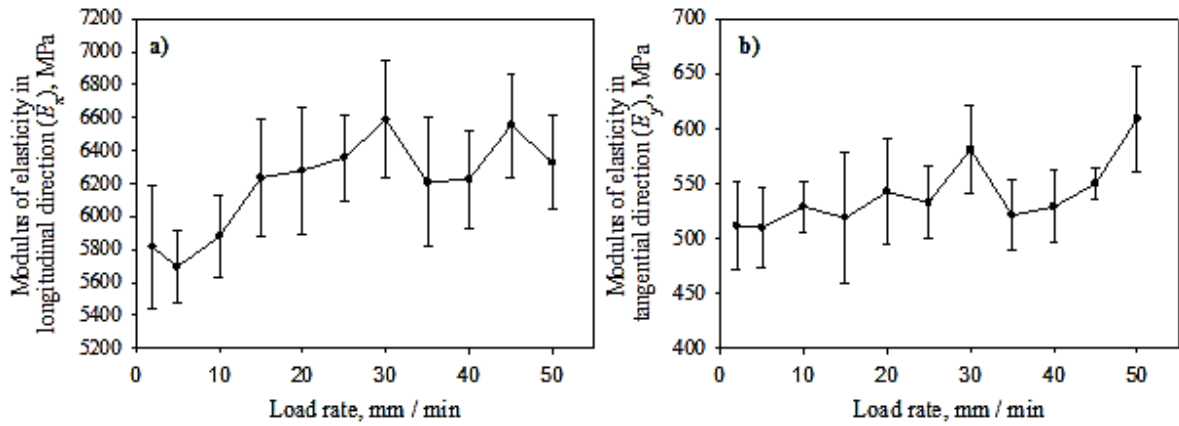 a)
Modulus of elasticity in
longitudinal direction (Ex), MPa
7200
7000
6800
6600
6400
6200
6000
5800
5600
5400
5200
0 10 20 30 40 50
Load rate, mm / min
b)
Modulus of elasticity in
tangential direction (Ey), MPa
700
650
600
550
500
450
400
0 10 20 30 40 50
Load rate, mm / min